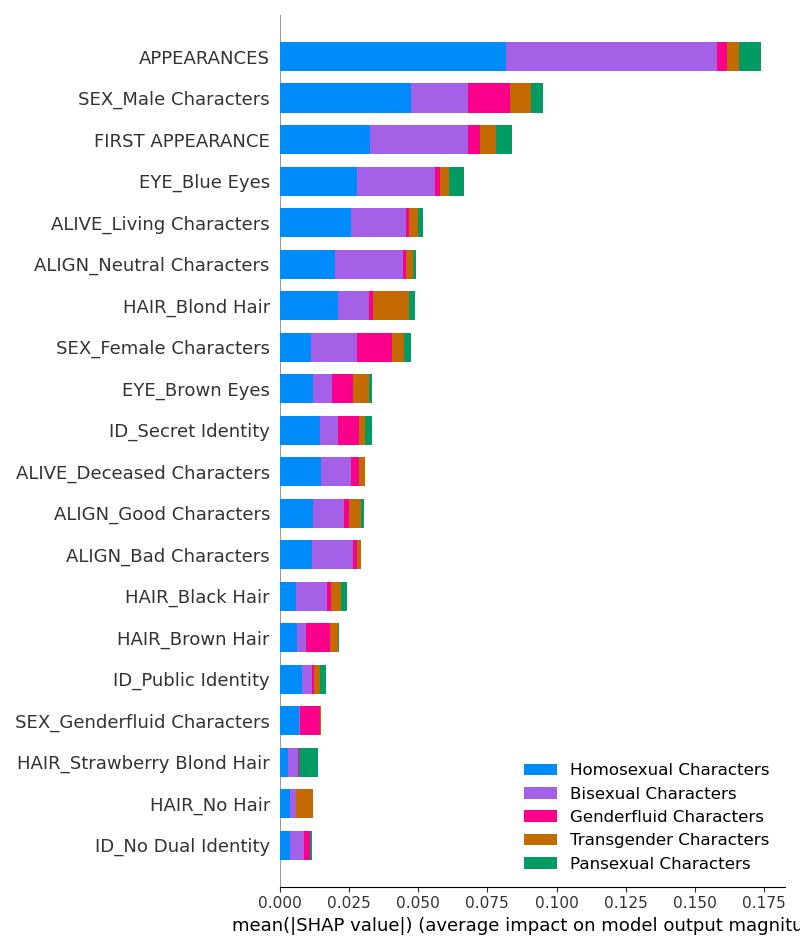 APPEARANCES
SEX_Male Characters
FIRST APPEARANCE
EYE_Blue Eyes
ALIVE_Living Characters
ALIGN_Neutral Characters
HAIR_Blond Hair
SEX_Female Characters
EYE_Brown Eyes
ID_Secret Identity
ALIVE_Deceased Characters
ALIGN_Good Characters
ALIGN_Bad Characters
HAIR_Black Hair
HAIR_Brown Hair
ID_Public Identity
SEX_Genderfluid Characters
HAIR_Strawberry Blond Hair
HAIR_No Hair
ID_No Dual Identity
Homosexual Characters
Bisexual Characters
Genderfluid Characters
Transgender Characters
Pansexual Characters
0.000 0.025 0.050 0.075 0.100 0.125 0.150 0.175
mean(|SHAP value|) (average impact on model output magnitu